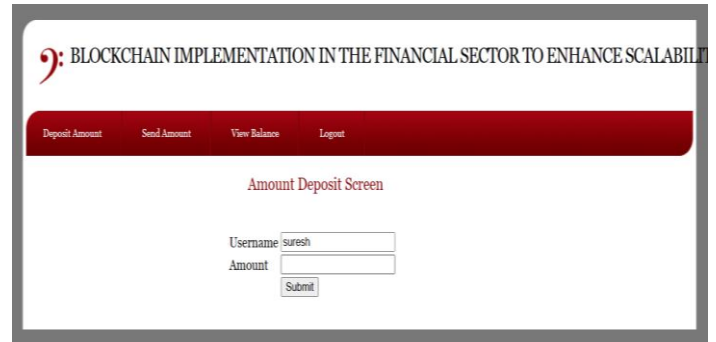 BLOCKCHAIN IMPLEMENTATION IN THE FINANCIAL SECTOR TO ENHANCE SCALABILIT
Deposit Amount Send Amount View Balance Logout
Amount Deposit Screen
Username suresh
Amount
Submit